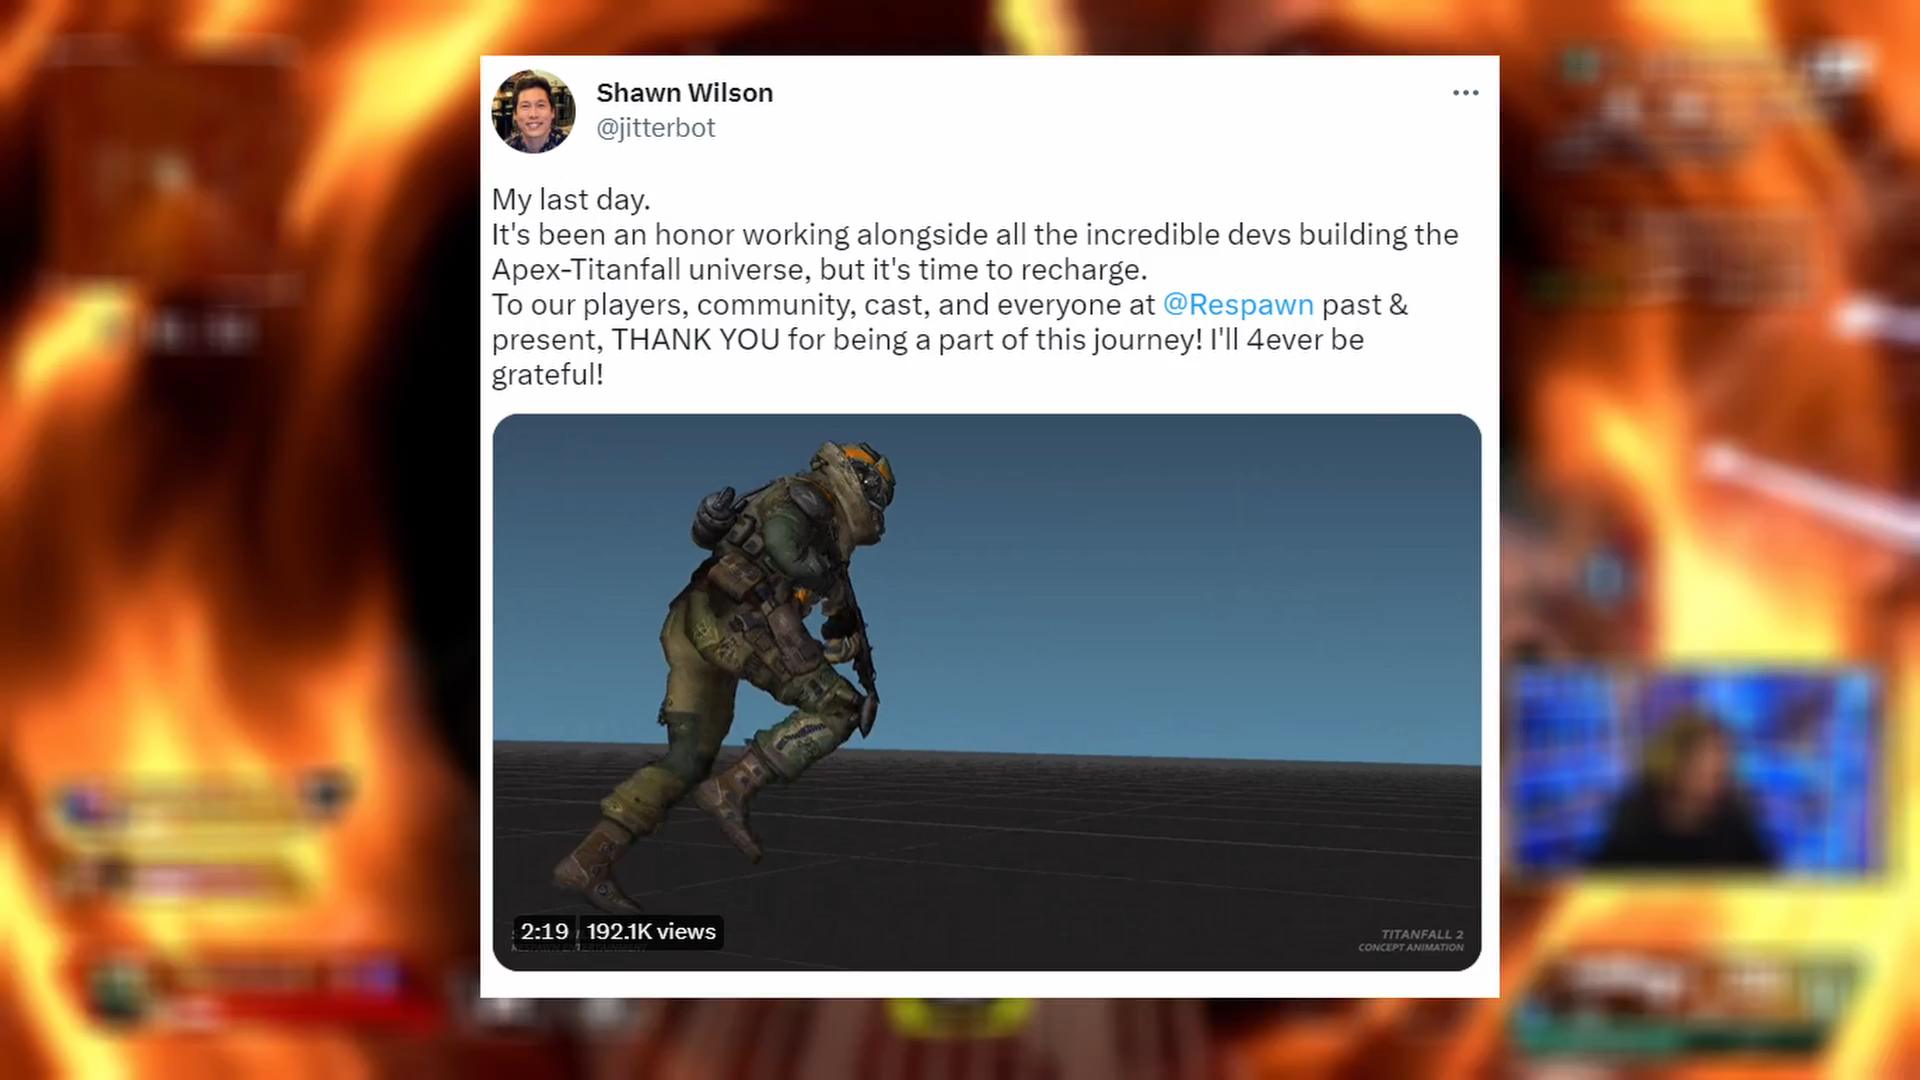 Shawn Wilson
@jitterbot
My last day.
It's been an honor working alongside all the incredible devs building the
Apex-Titanfall universe, but it's time to recharge.
To our players, community, cast, and everyone at @Respawn past &
present, THANK YOU for being a part of this journey! I'll 4ever be
grateful!
2:19 192.1K views
TITANFALL 2
CONCEPT ANIMATION